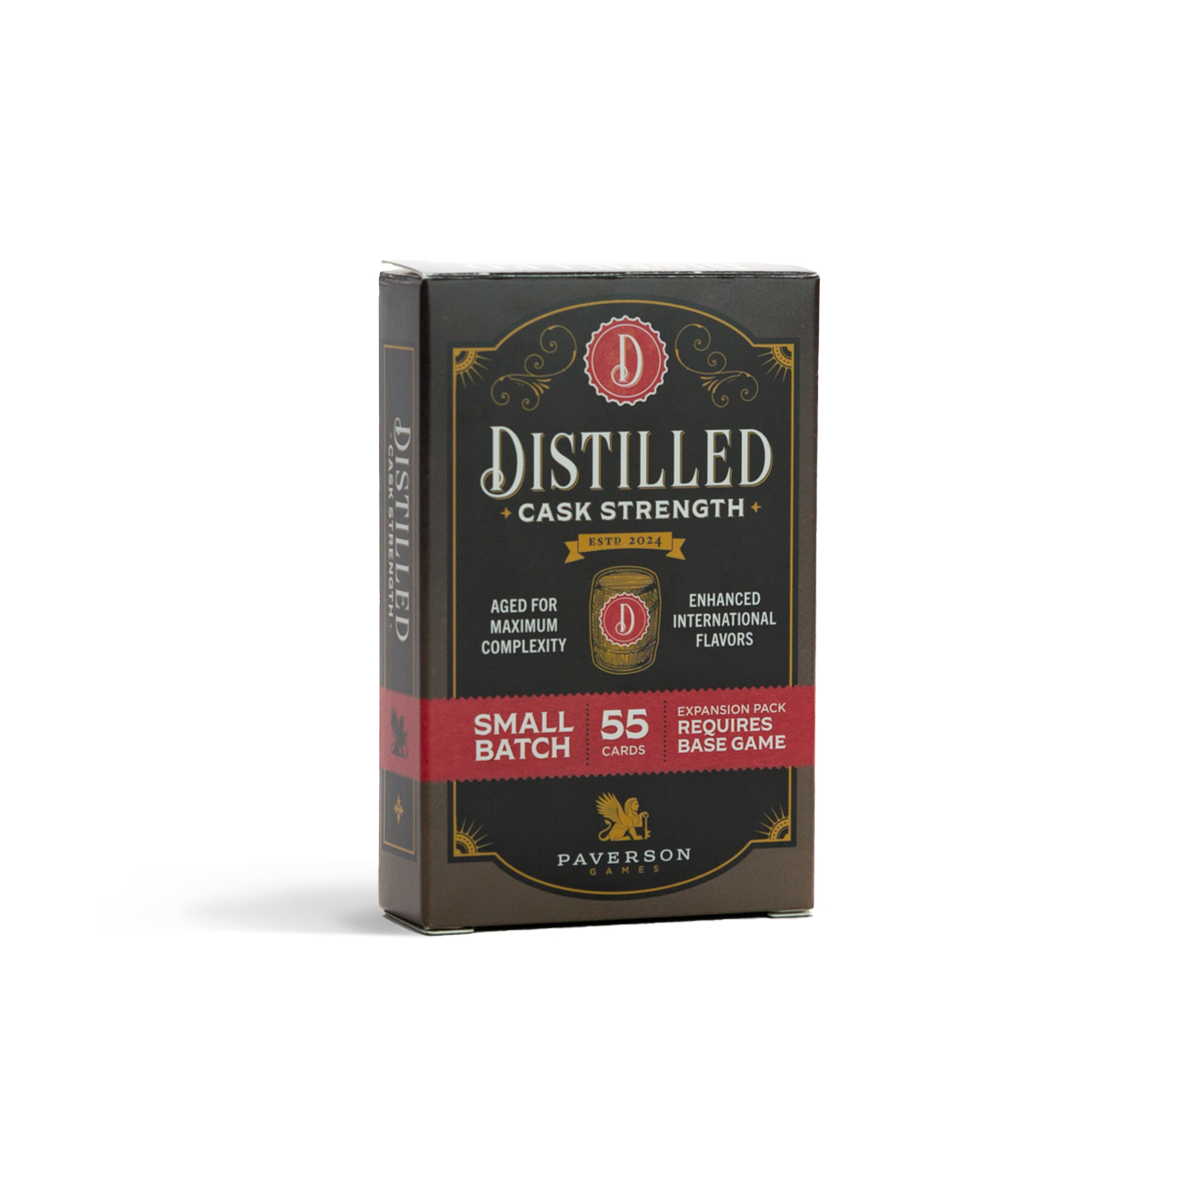 D
DISTILLED
CASK STRENGTH
ESTD 2024
AGED FOR
MAXIMUM
COMPLEXITY
D
ENHANCED
INTERNATIONAL
FLAVORS
SMALL
BATCH
55
CARDS
EXPANSION PACK
REQUIRES
BASE GAME
PAVERSON
GAMES
DISTILLED
CASK STRENGTH